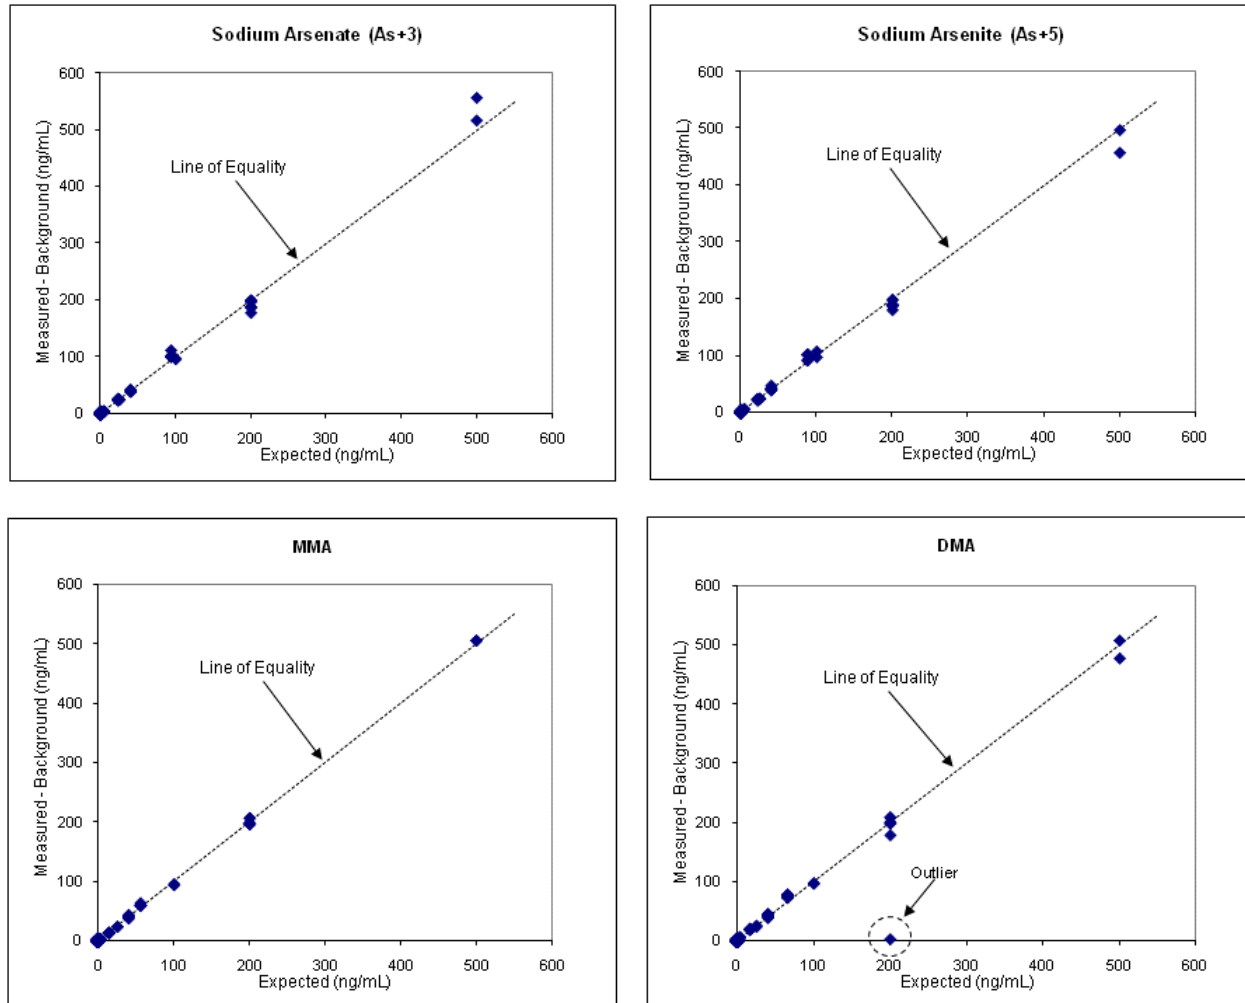 Sodium Arsenate (As+3)
Measured - Background (ng/mL)
600
500
400
300
200
100
0
Line of Equality
0 100 200 300 400 500 600
Expected (ng/mL)
Sodium Arsenite (As+5)
Measured - Background (ng/mL)
600
500
400
300
200
100
0
Line of Equality
0 100 200 300 400 500 600
Expected (ng/mL)
MMA
Measured - Background (ng/mL)
600
500
400
300
200
100
0
Line of Equality
0 100 200 300 400 500 600
Expected (ng/mL)
DMA
Measured - Background (ng/mL)
600
500
400
300
200
100
0
Line of Equality
Outlier
0 100 200 300 400 500 600
Expected (ng/mL)